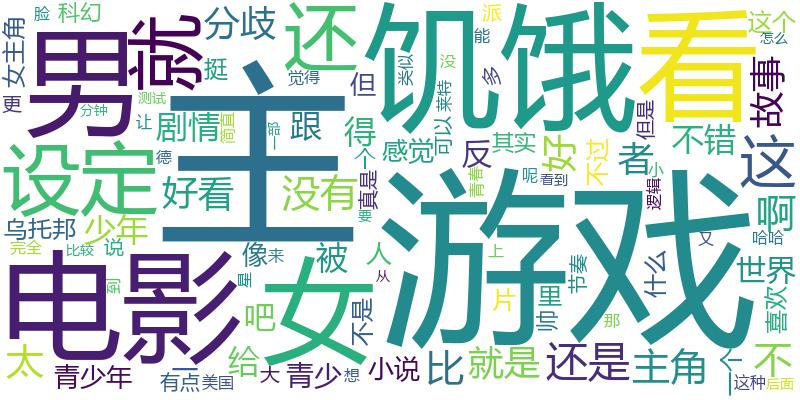 脸 科幻 分歧 还 饥饿 看 派 能 多 类似 没 这个 怎么
女主角 男 就 挺 觉得 但 莱特 可以 但是 故事
更 让 测试 分钟 剧情 简直 一部 跟 得 个 感觉 反 其实 好 不过 者 不错
设定 德 主 好看 没有 真是 要 青春 呢 看到 小 逻辑 这
乌托邦 少年 像 来 被 人 从 游戏 又 啊 哈哈
完全 比较 说 到 星 吧 不是 上 片 帅 里 节奏 那 什么 世界 喜欢
电影 女 太 一 给 比 就是 还是 主角 个 一 不
青少年 有点 美国 大 青少 想 小说 这种 后面